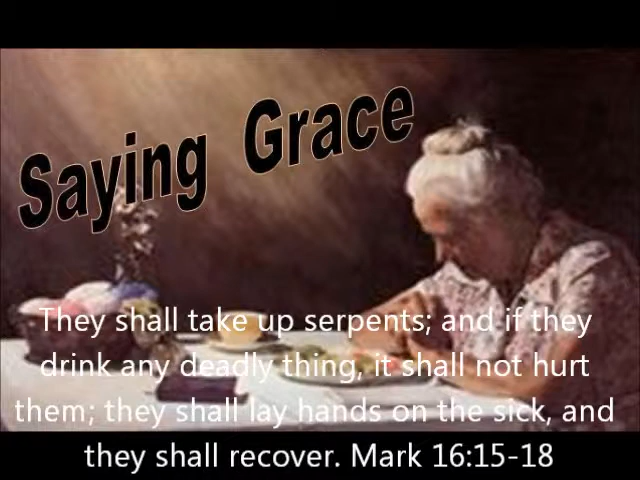 Saying Grace
They shall take up serpents; and if they
drink any deadly thing, it shall not hurt
them; they shall lay hands on the sick, and
they shall recover. Mark 16:15-18